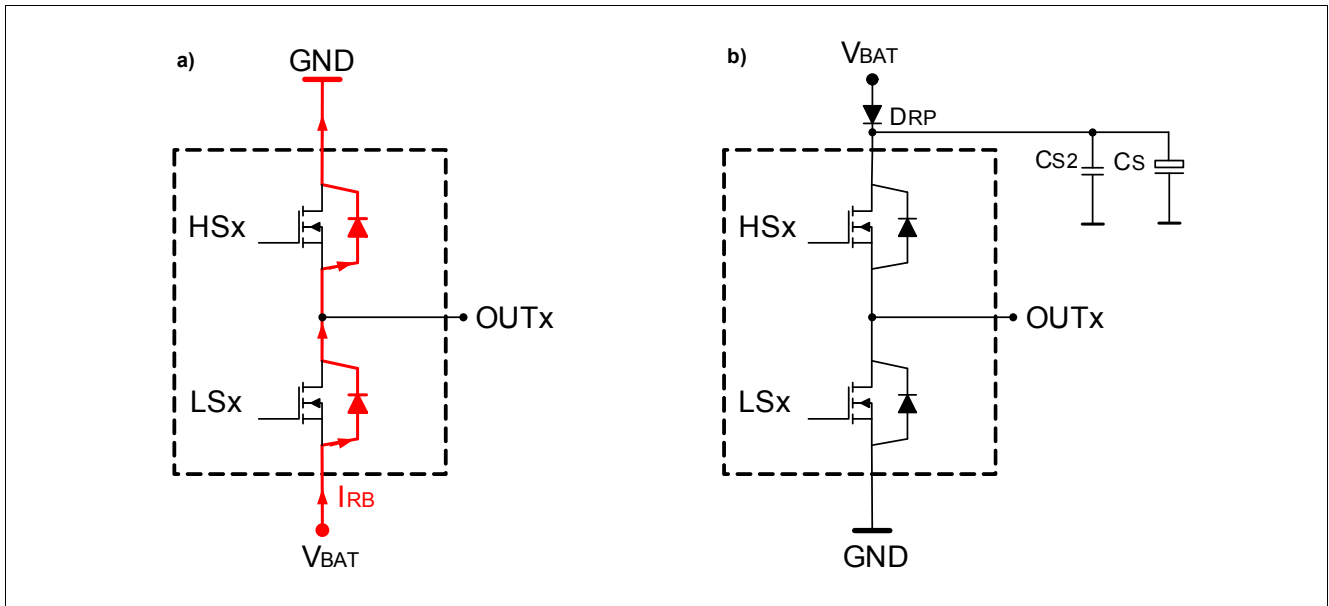 a)
GND
HSx
OUTx
LSx
IRB
VBAT
b)
VBAT
DRP
CS2
CS
HSx
OUTx
LSx
GND